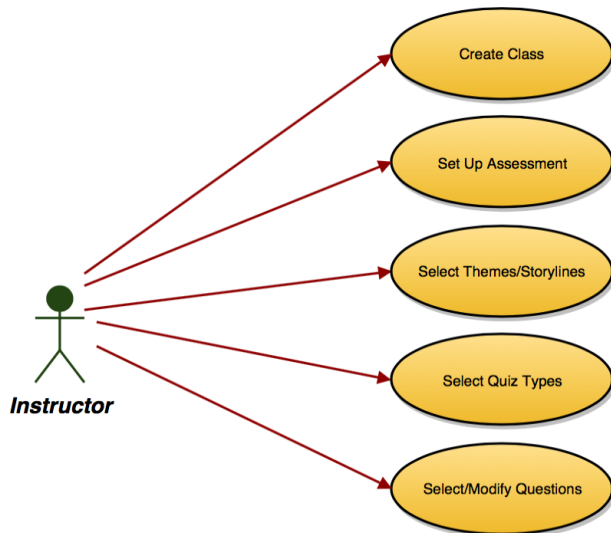 Create Class
Set Up Assessment
Select Themes/Storylines
Select Quiz Types
Instructor
Select/Modify Questions